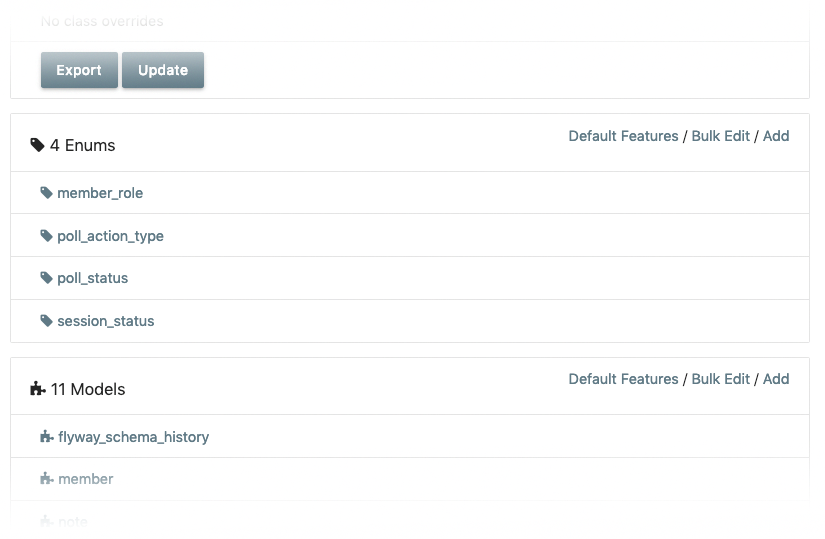 No class overrides
Export Update
4 Enums
Default Features / Bulk Edit / Add
member_role
poll_action_type
poll_status
session_status
11 Models
Default Features / Bulk Edit / Add
flyway_schema_history
member
note